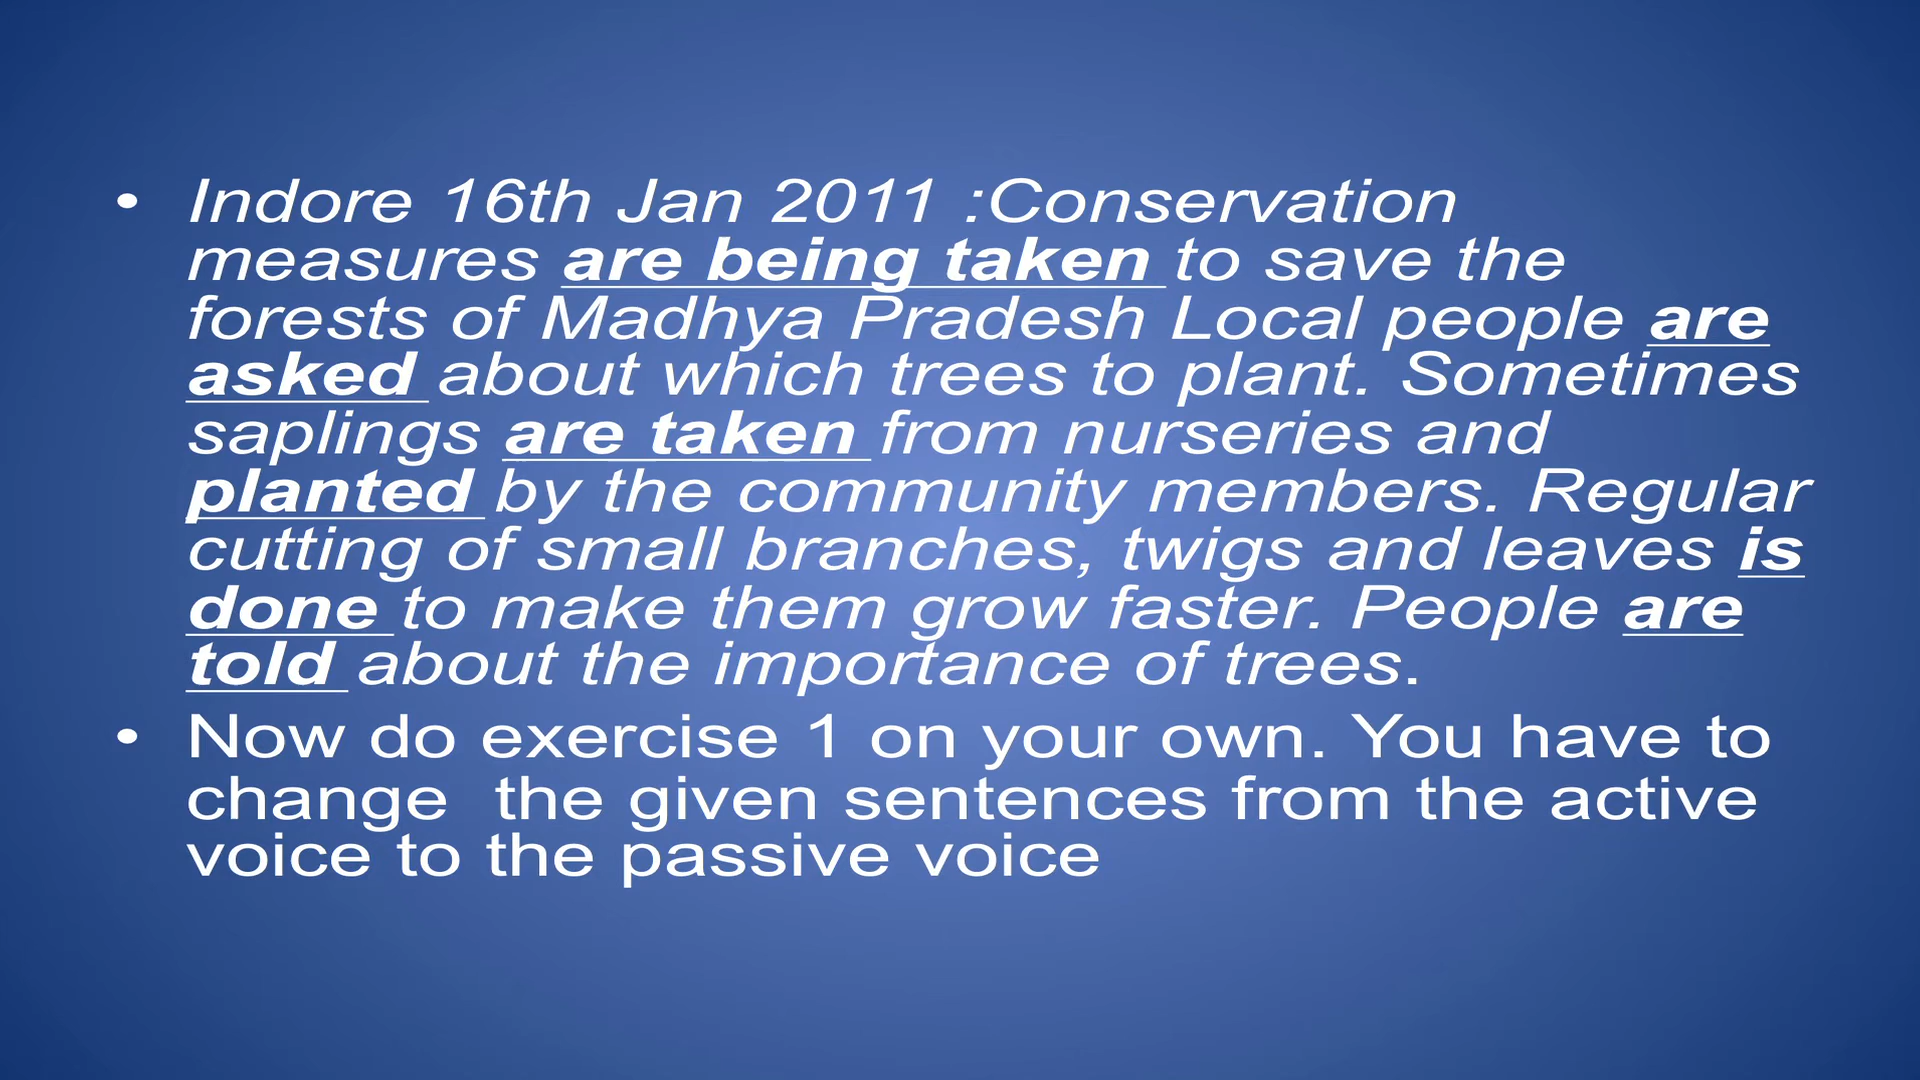 • Indore 16th Jan 2011 :Conservation
measures are being taken to save the
forests of Madhya Pradesh Local people are
asked about which trees to plant. Sometimes
saplings are taken from nurseries and
planted by the community members. Regular
cutting of small branches, twigs and leaves is
done to make them grow faster. People are
told about the importance of trees.
• Now do exercise 1 on your own. You have to
change  the given sentences from the active
voice to the passive voice